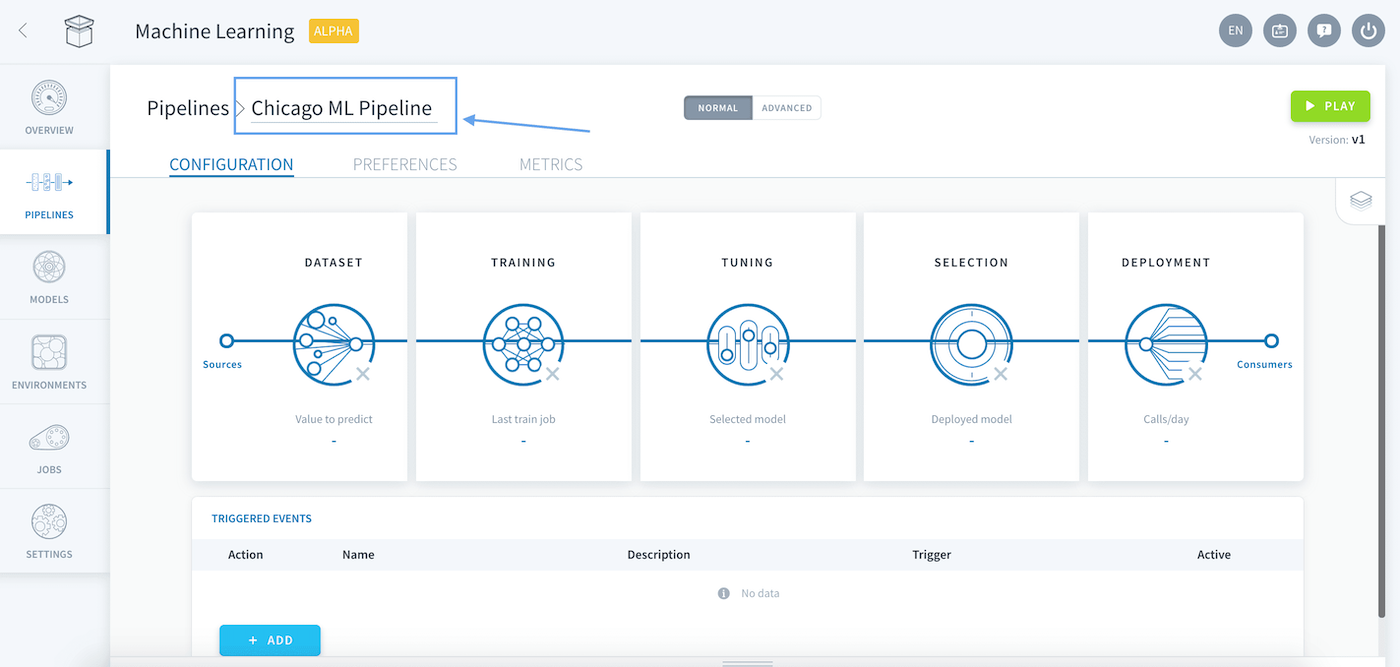 Machine Learning ALPHA
EN
OVERVIEW
PIPELINES
MODELS
ENVIRONMENTS
JOBS
SETTINGS
Pipelines Chicago ML Pipeline
NORMAL ADVANCED
PLAY
Version: v1
CONFIGURATION PREFERENCES METRICS
DATASET
Sources
Value to predict
-
TRAINING
Last train job
-
TUNING
Selected model
-
SELECTION
Deployed model
-
DEPLOYMENT
Consumers
Calls/day
-
TRIGGERED EVENTS
Action Name Description Trigger Active
No data
+ ADD